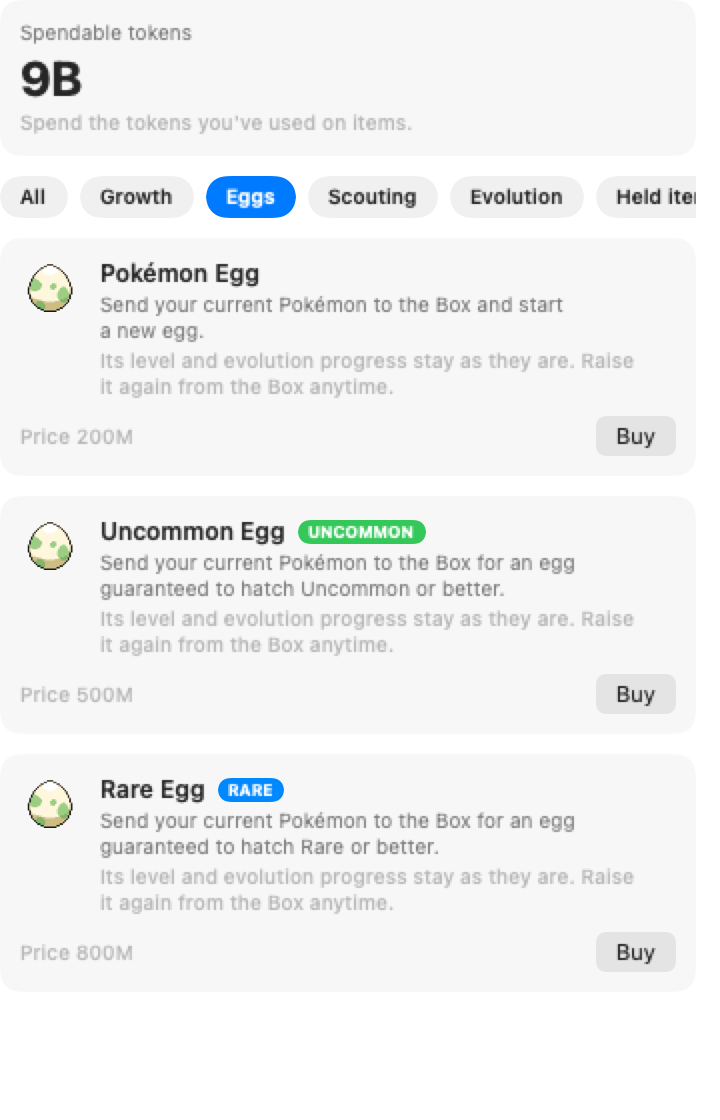 Spendable tokens
9B
Spend the tokens you've used on items.
All
Growth
Eggs
Scouting
Evolution
Held iter
Pokémon Egg
Send your current Pokémon to the Box and start
a new egg.
Its level and evolution progress stay as they are. Raise
it again from the Box anytime.
Price 200M
Buy
Uncommon Egg
UNCOMMON
Send your current Pokémon to the Box for an egg
guaranteed to hatch Uncommon or better.
Its level and evolution progress stay as they are. Raise
it again from the Box anytime.
Price 500M
Buy
Rare Egg
RARE
Send your current Pokémon to the Box for an egg
guaranteed to hatch Rare or better.
Its level and evolution progress stay as they are. Raise
it again from the Box anytime.
Price 800M
Buy